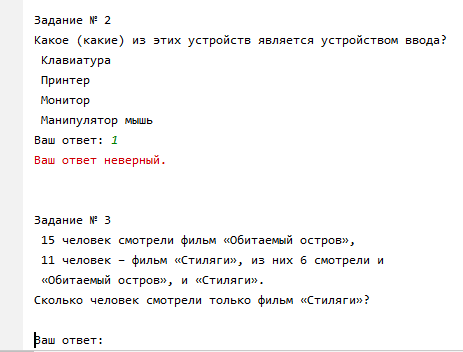 Задание № 2
Какое (какие) из этих устройств является устройством ввода?
Клавиатура
Принтер
Монитор
Манипулятор мышь
Ваш ответ: 1
Ваш ответ неверный.
Задание № 3
15 человек смотрели фильм «Обитаемый остров»,
11 человек – фильм «Стиляги», из них 6 смотрели и
«Обитаемый остров», и «Стиляги».
Сколько человек смотрели только фильм «Стиляги»?
Ваш ответ: